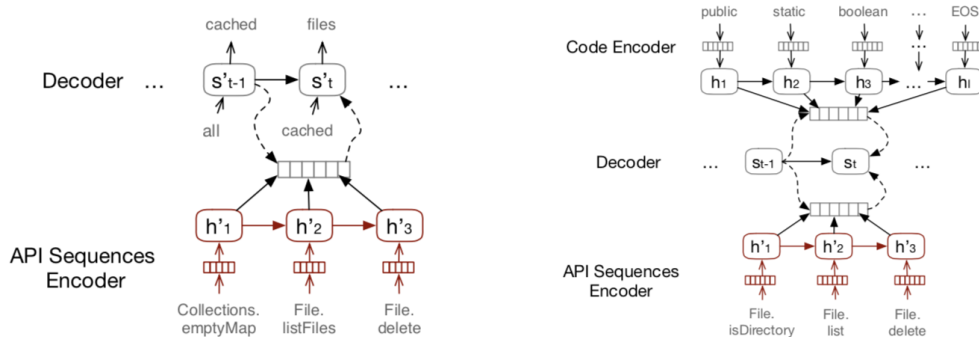 cached files
Decoder ... s't-1 s't ...
all cached
h'1 h'2 h'3
API Sequences
Encoder
Collections. File. File.
emptyMap listFiles delete
public static boolean ... EOS
Code Encoder ...
h1 h2 h3 ... hl
Decoder ... st-1 st ...
h'1 h'2 h'3
API Sequences
Encoder
File. File. File.
isDirectory list delete